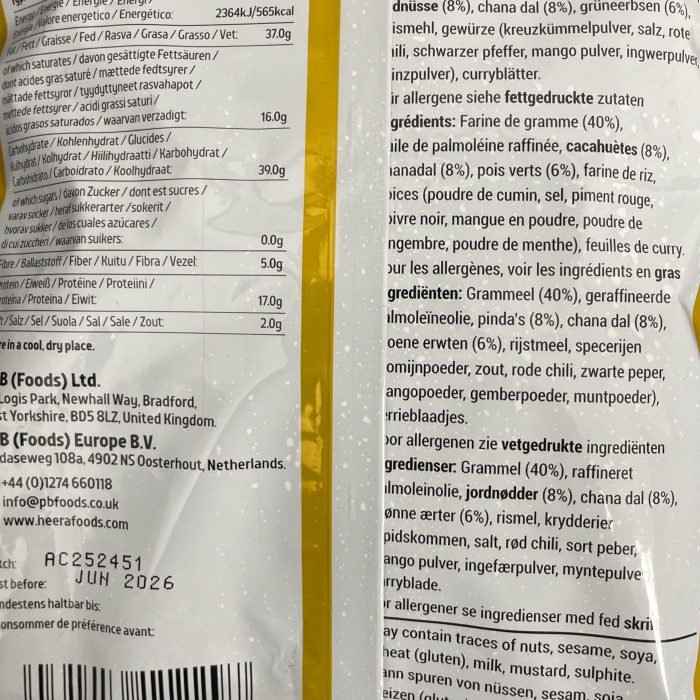 Energy / Energie / Énergie / Energi /
Energia / Valore energetico / Energético: 2364kJ/565kcal
Fat / Fett / Graisse / Fed / Rasva / Grasa / Grasso / Vet: 37.0g
of which saturates / davon gesättigte Fettsäuren /
dont acides gras saturé / mættede fedtsyrer /
mättade fettsyror / tyydyttyneet rasvahapot /
mettede fettsyrer / acidi grassi saturi /
ácidos grasos saturados / waarvan verzadigt: 16.0g
Carbohydrate / Kohlenhydrat / Glucides /
Kulhydrat / Kolhydrat / Hiilihydraatti / Karbohydrat /
Carbohidrato / Carboidrato / Koolhydraat: 39.0g
of which sugars / davon Zucker / dont est sucres /
varav socker / heraf sukkerarter / sokerit /
hvorav sukker / de los cuales azúcares /
di cui zuccheri / waarvan suikers: 0.0g
Fibre / Ballaststoff / Fiber / Kuitu / Fibra / Vezel: 5.0g
Protein / Eiweiß / Protéine / Proteiini /
Proteina / Proteina / Eiwit: 17.0g
/ Salz / Sel / Suola / Sal / Sale / Zout: 2.0g
in a cool, dry place.
B (Foods) Ltd.
Logis Park, Newhall Way, Bradford,
st Yorkshire, BD5 8LZ, United Kingdom.
B (Foods) Europe B.V.
daseweg 108a, 4902 NS Oosterhout, Netherlands.
+44 (0)1274 660118
info@pbfoods.co.uk
www.heerafoods.com
tch: AC252451
st before: JUN 2026
ndestens haltbar bis:
onsommer de préférence avant:
dnüsse (8%), chana dal (8%), grüneerbsen (6%),
ismehl, gewürze (kreuzkümmelpulver, salz, rote
ili, schwarzer pfeffer, mango pulver, ingwerpulver,
inzpulver), curryblätter.
ir allergene siehe fettgedruckte zutaten
grédients: Farine de gramme (40%),
uile de palmoléine raffinée, cacahuètes (8%),
anadal (8%), pois verts (6%), farine de riz,
pices (poudre de cumin, sel, piment rouge,
oivre noir, mangue en poudre, poudre de
ngembre, poudre de menthe), feuilles de curry.
our les allergènes, voir les ingrédients en gras
grediënten: Grammeel (40%), geraffineerde
almoleïneolie, pinda's (8%), chana dal (8%),
oene erwten (6%), rijstmeel, specerijen
omijnpoeder, zout, rode chili, zwarte peper,
angopoeder, gemberpoeder, muntpoeder),
errieblaadjes.
oor allergenen zie vetgedrukte ingrediënten
gredienser: Grammel (40%), raffineret
lmoleinolie, jordnødder (8%), chana dal (8%),
ønne ærter (6%), rismel, krydderier
pidskommen, salt, rød chili, sort peber,
ango pulver, ingefærpulver, myntepulve
rryblade.
r allergener se ingredienser med fed skri
ay contain traces of nuts, sesame, soya,
heat (gluten), milk, mustard, sulphite.
ann spuren von nüssen, sesam, soja
eizen